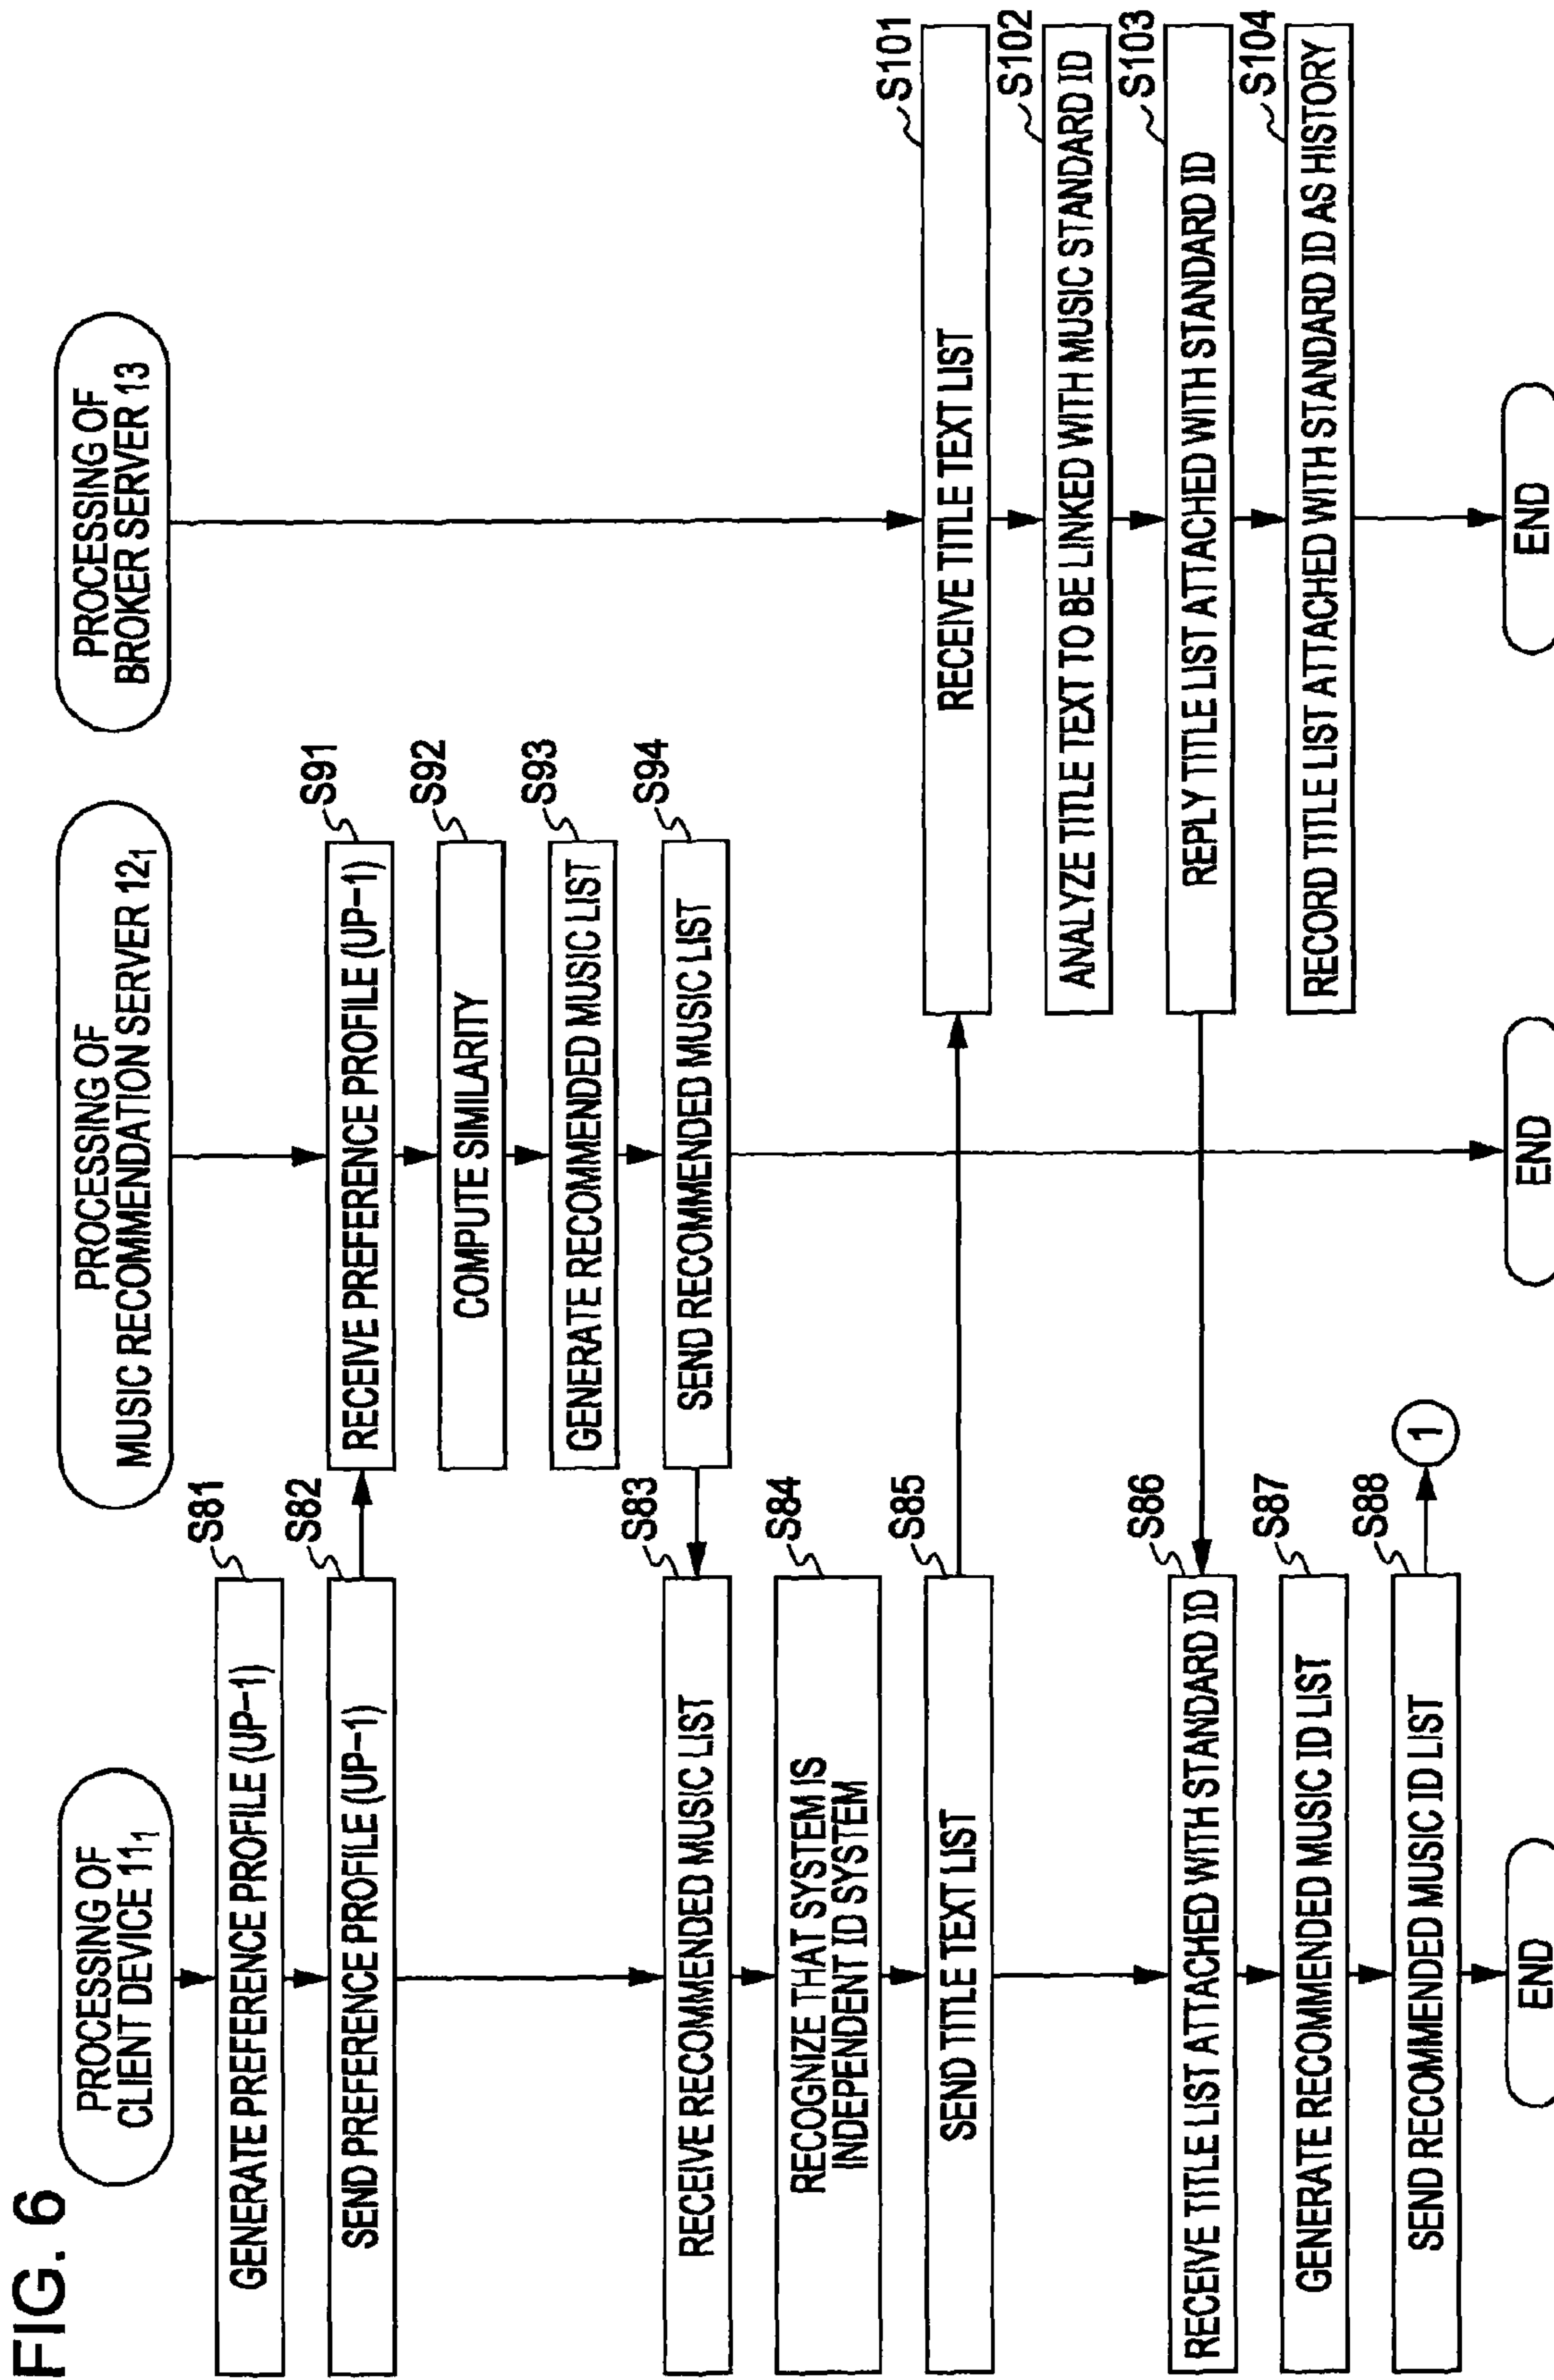 FIG. 6
PROCESSING OF
CLIENT DEVICE 11₁
GENERATE PREFERENCE PROFILE (UP-1)
S81
SEND PREFERENCE PROFILE (UP-1)
S82
RECEIVE RECOMMENDED MUSIC LIST
S83
RECOGNIZE THAT SYSTEM IS
INDEPENDENT ID SYSTEM
S84
SEND TITLE TEXT LIST
S85
RECEIVE TITLE LIST ATTACHED WITH STANDARD ID
S86
GENERATE RECOMMENDED MUSIC ID LIST
S87
SEND RECOMMENDED MUSIC ID LIST
S88
1
END
PROCESSING OF
MUSIC RECOMMENDATION SERVER 12₁
RECEIVE PREFERENCE PROFILE (UP-1)
S91
COMPUTE SIMILARITY
S92
GENERATE RECOMMENDED MUSIC LIST
S93
SEND RECOMMENDED MUSIC LIST
S94
END
PROCESSING OF
BROKER SERVER 13
RECEIVE TITLE TEXT LIST
S101
ANALYZE TITLE TEXT TO BE LINKED WITH MUSIC STANDARD ID
S102
REPLY TITLE LIST ATTACHED WITH STANDARD ID
S103
RECORD TITLE LIST ATTACHED WITH STANDARD ID AS HISTORY
S104
END